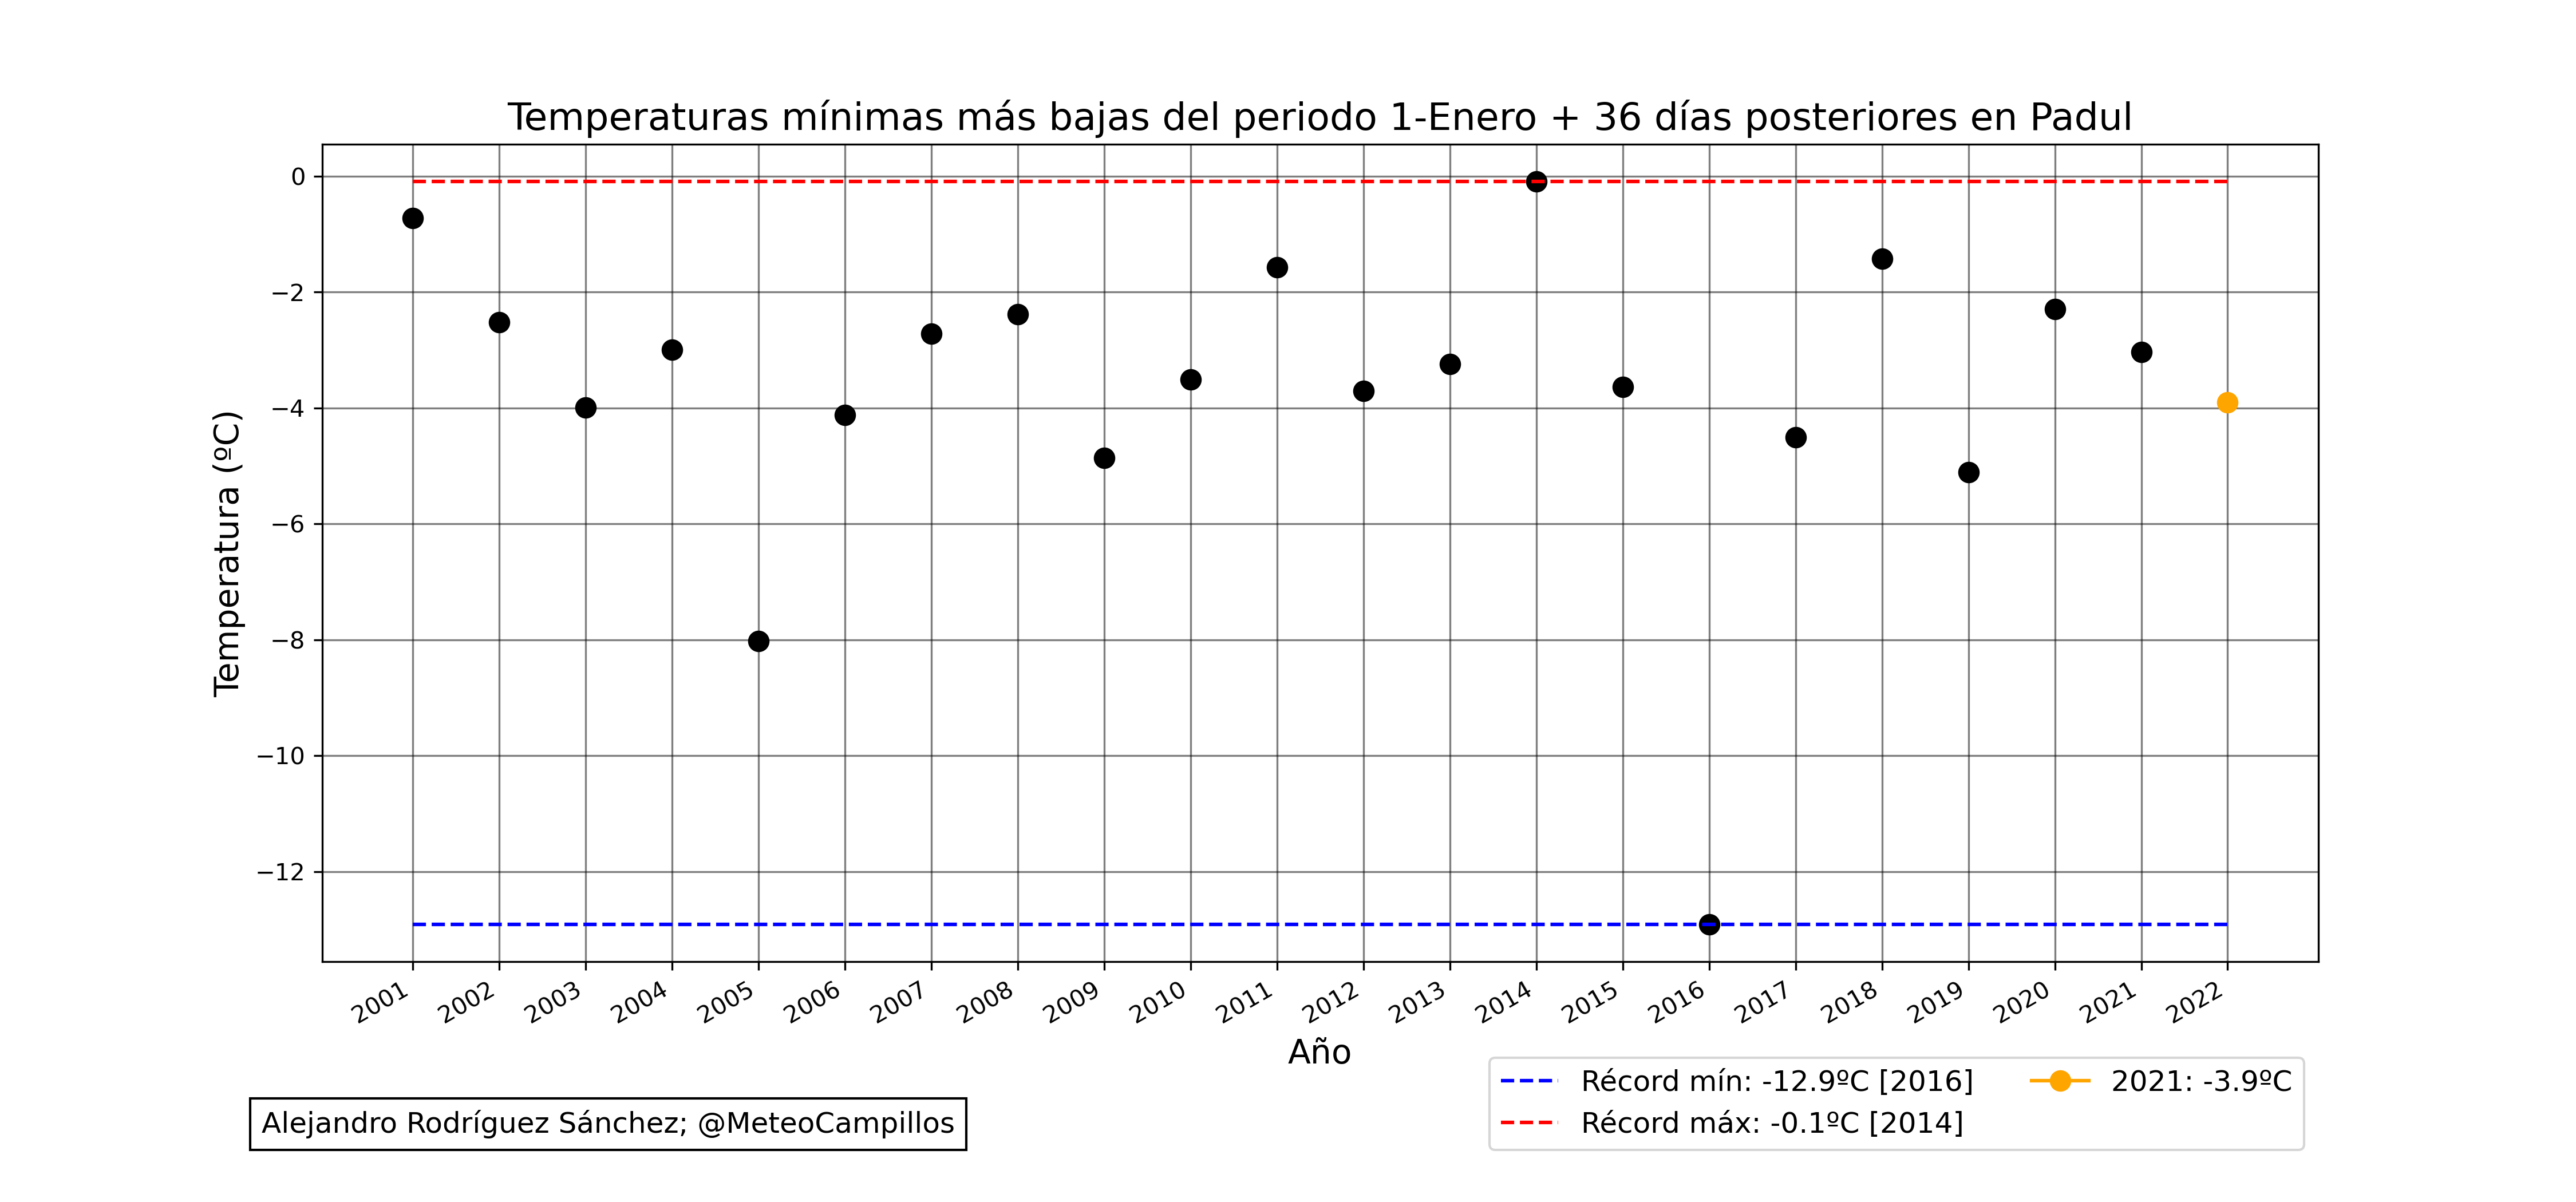 Temperaturas mínimas más bajas del periodo 1-Enero + 36 días posteriores en Padul
Temperatura (ºC)
0
−2
−4
−6
−8
−10
−12
2001 2002 2003 2004 2005 2006 2007 2008 2009 2010 2011 2012 2013 2014 2015 2016 2017 2018 2019 2020 2021 2022
Año
Récord mín: -12.9ºC [2016]
Récord máx: -0.1ºC [2014]
2021: -3.9ºC
Alejandro Rodríguez Sánchez; @MeteoCampillos